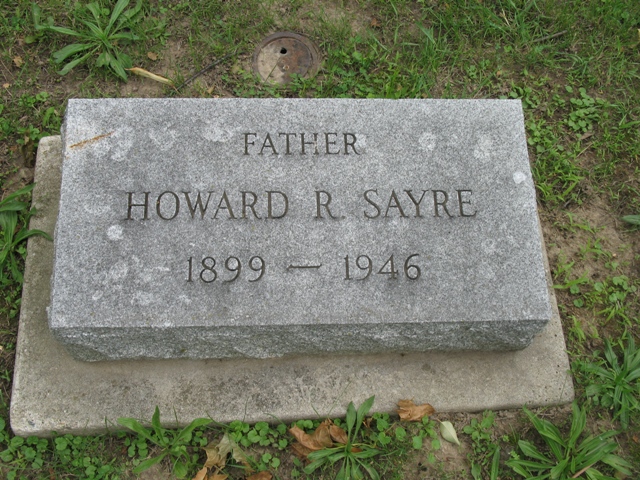 FATHER
HOWARD R. SAYRE
1899 — 1946